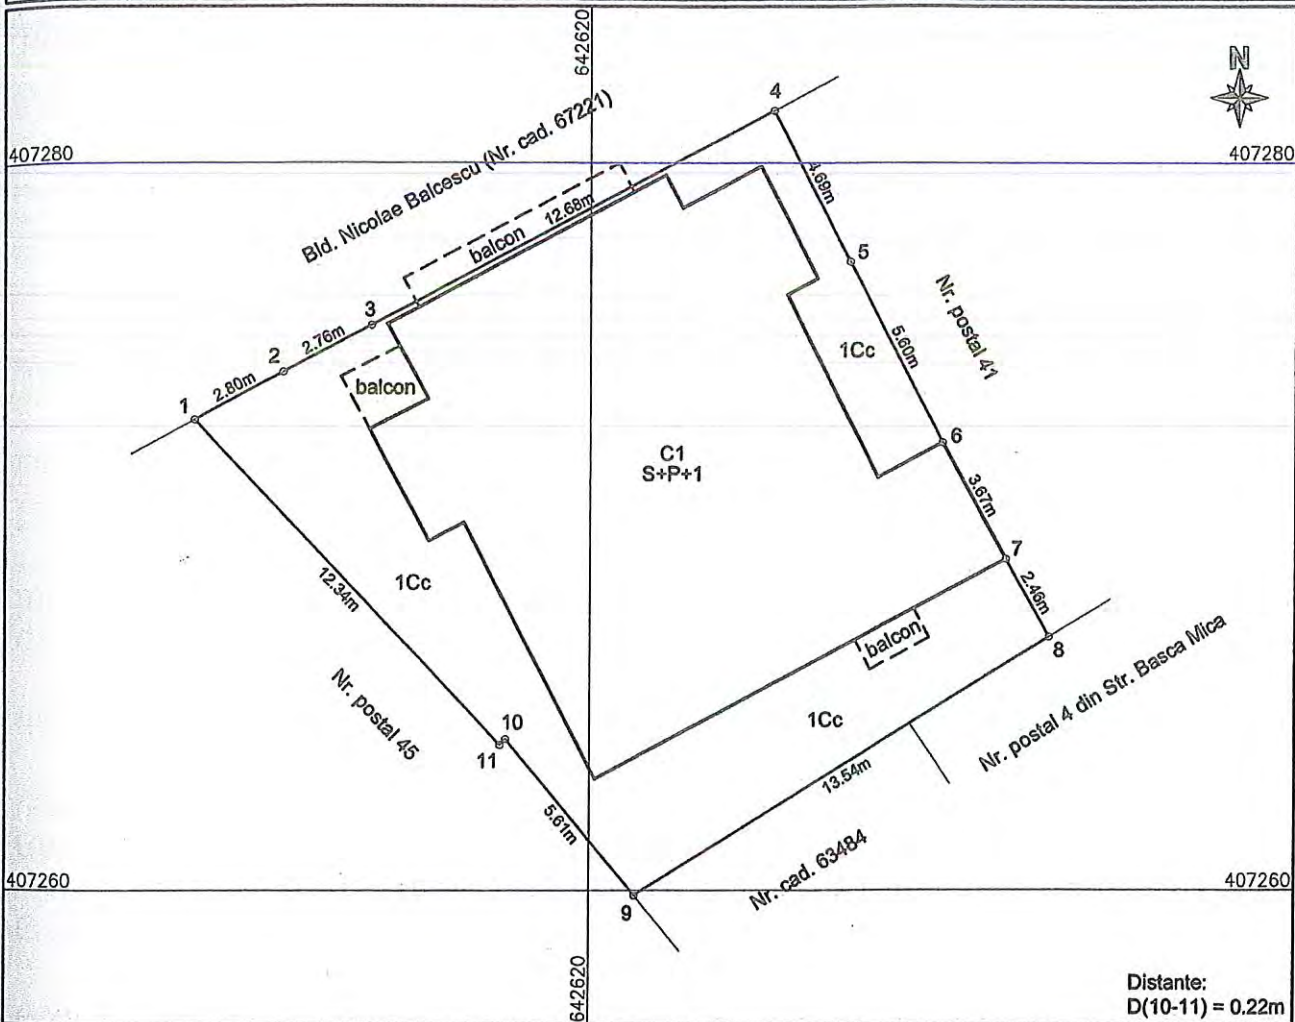 642620
N
4
Bld. Nicolae Balcescu (Nr. cad. 67221)
407280
407280
4.69m
12.68m
balcon
5
Nr. postal 41
3
2.76m
2
5.60m
1Cc
2.80m
balcon
1
6
C1
S+P+1
3.67m
7
12.34m
1Cc
2.46m
balcon
8
Nr. postal 45
1Cc
Nr. postal 4 din Str. Basca Mica
10
11
13.54m
5.61m
Nr. cad. 63484
407260
407260
9
642620
Distante:
D(10-11) = 0.22m